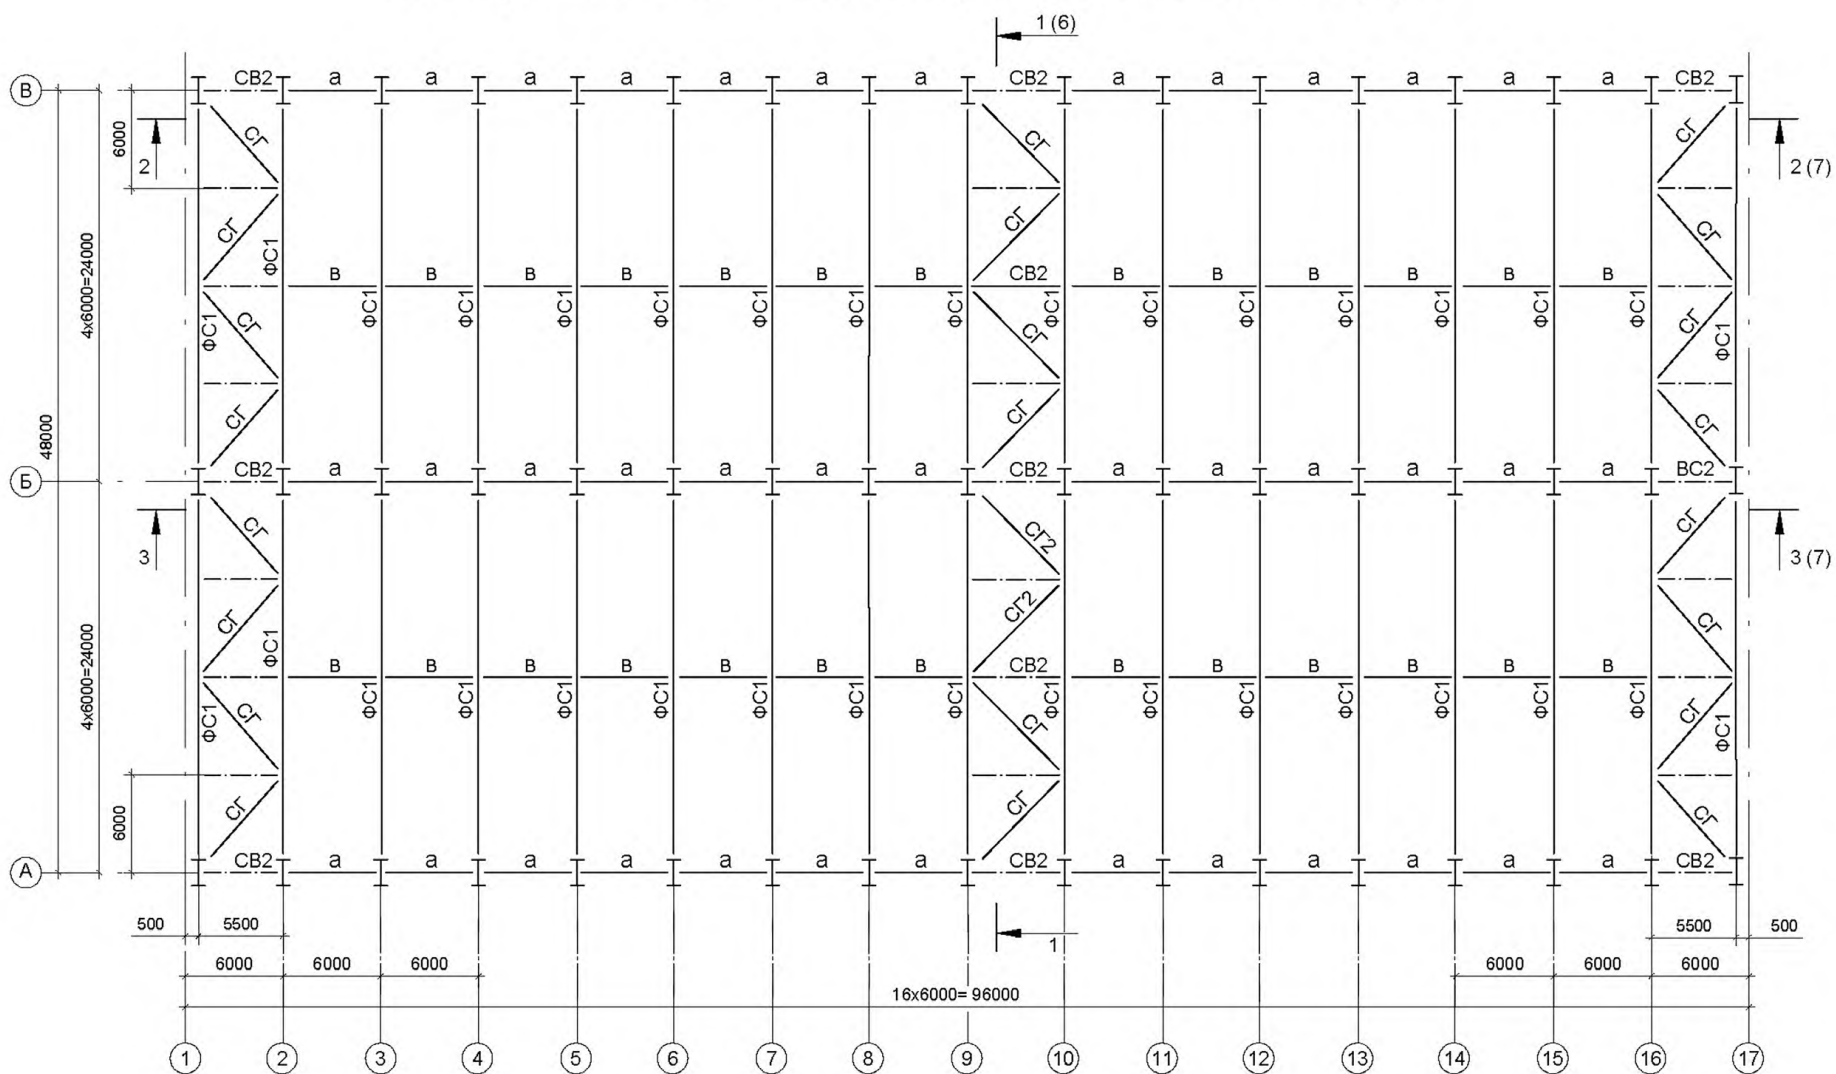 1 (6)
В СВ2 а а а а а а а СВ2 а а а а а а СВ2
6000 СГ СГ СГ
2 2 (7)
4х6000=24000 СГ ФС1 СГ СГ
В В В В В В В СВ2 В В В В В В
ФС1 СГ ФС1 ФС1 ФС1 ФС1 ФС1 ФС1 ФС1 СГ ФС1 ФС1 ФС1 ФС1 ФС1 ФС1 ФС1 СГ ФС1
48000 СГ СГ СГ
Б СВ2 а а а а а а а СВ2 а а а а а а ВС2
СГ СГ2 СГ
3 3 (7)
4х6000=24000 СГ ФС1 СГ2 СГ
В В В В В В В СВ2 В В В В В В
ФС1 СГ ФС1 ФС1 ФС1 ФС1 ФС1 ФС1 ФС1 СГ ФС1 ФС1 ФС1 ФС1 ФС1 ФС1 ФС1 СГ ФС1
6000 СГ СГ СГ
А СВ2 а а а а а а а СВ2 а а а а а а СВ2
500 5500 1 5500 500
6000 6000 6000 6000 6000 6000
16х6000= 96000
1 2 3 4 5 6 7 8 9 10 11 12 13 14 15 16 17